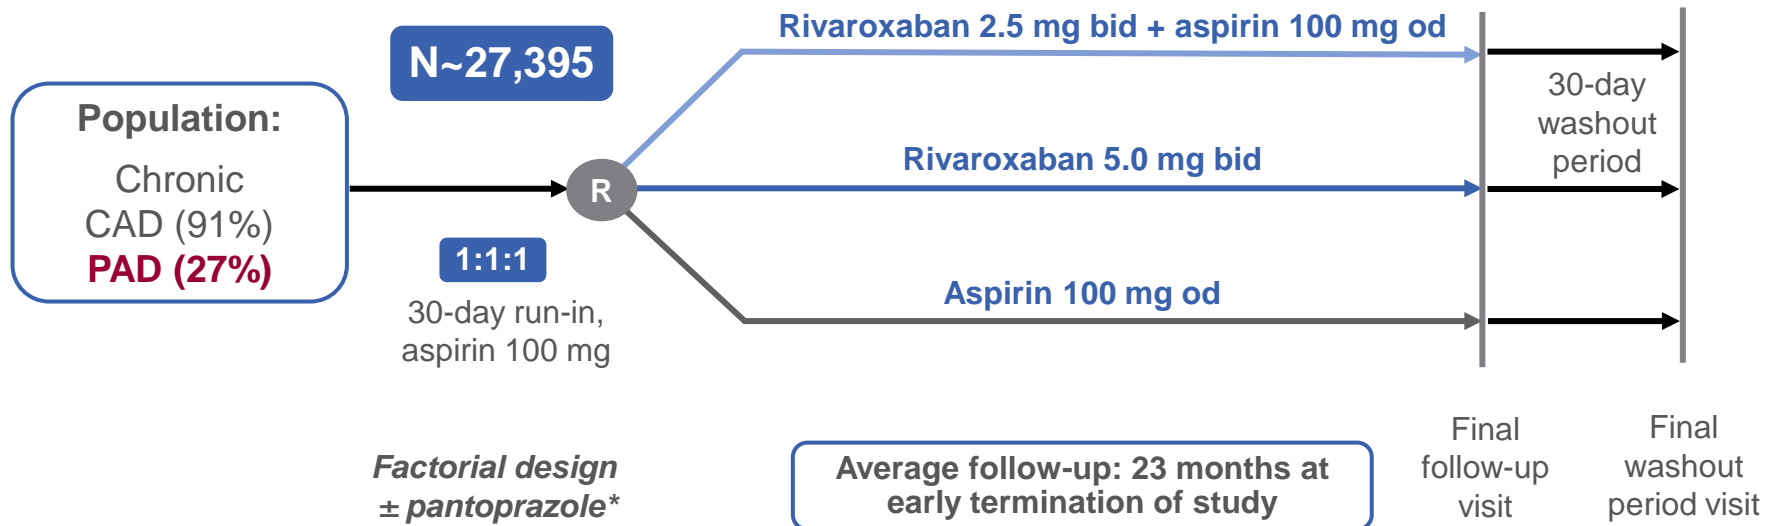 Population:
Chronic
CAD (91%)
PAD (27%)
N~27,395
1:1:1
30-day run-in,
aspirin 100 mg
R
Rivaroxaban 2.5 mg bid + aspirin 100 mg od
Rivaroxaban 5.0 mg bid
Aspirin 100 mg od
30-day
washout
period
Factorial design
± pantoprazole*
Average follow-up: 23 months at
early termination of study
Final
follow-up
visit
Final
washout
period visit